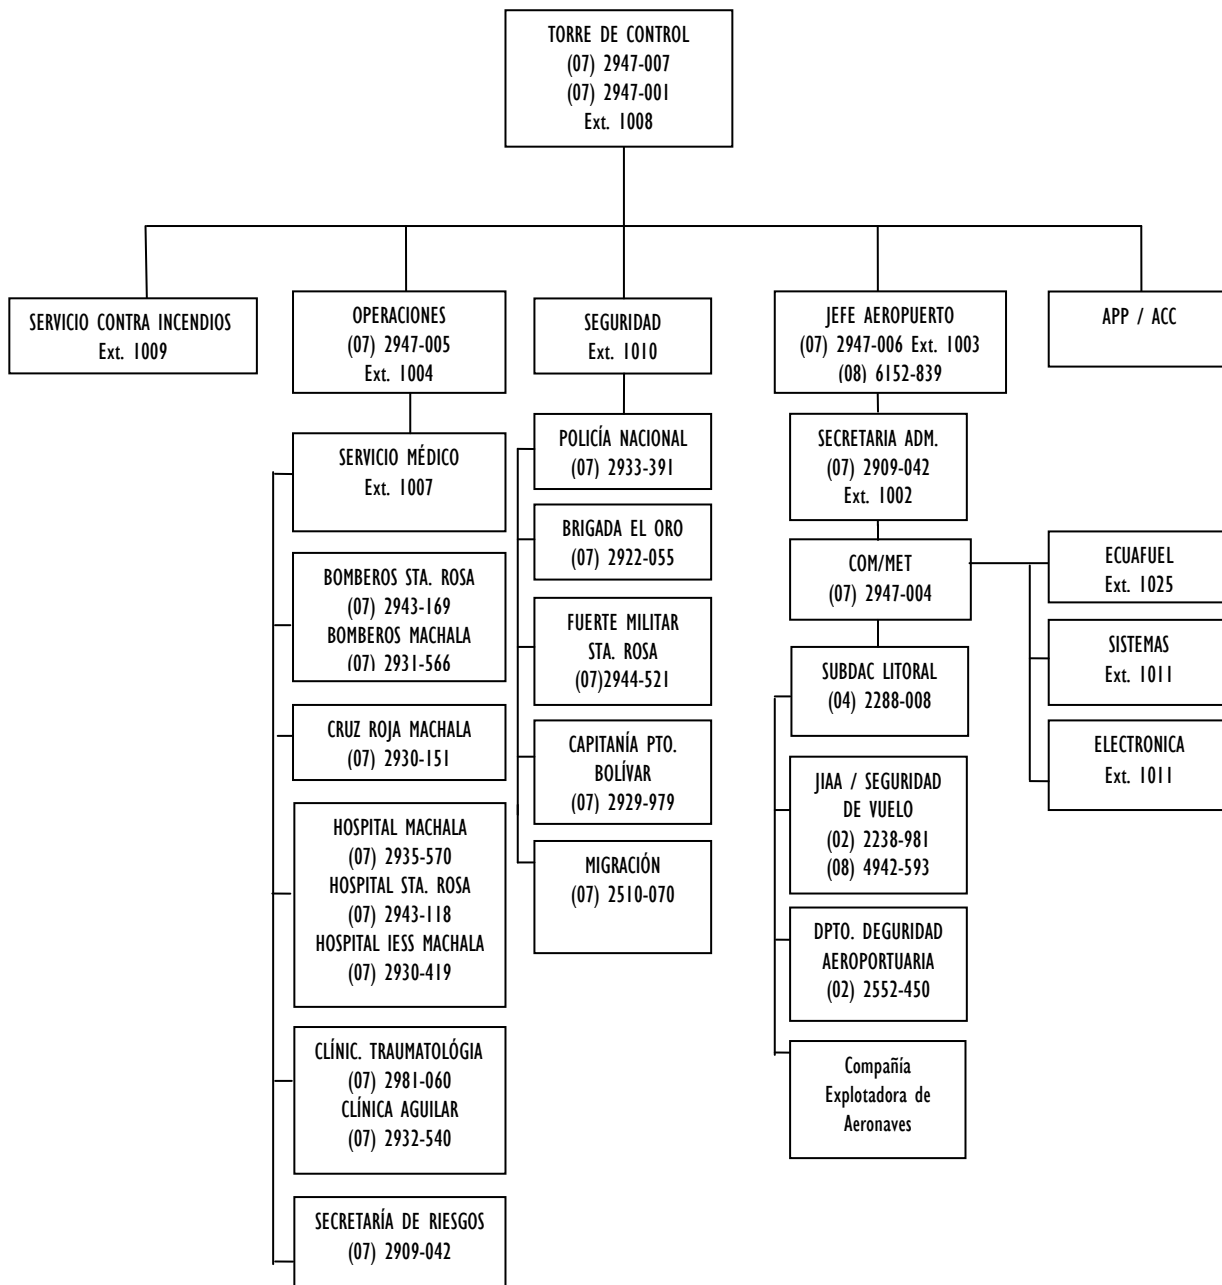 TORRE DE CONTROL
(07) 2947-007
(07) 2947-001
Ext. 1008
SERVICIO CONTRA INCENDIOS
Ext. 1009
OPERACIONES
(07) 2947-005
Ext. 1004
SEGURIDAD
Ext. 1010
JEFE AEROPUERTO
(07) 2947-006 Ext. 1003
(08) 6152-839
APP / ACC
SERVICIO MÉDICO
Ext. 1007
BOMBEROS STA. ROSA
(07) 2943-169
BOMBEROS MACHALA
(07) 2931-566
CRUZ ROJA MACHALA
(07) 2930-151
HOSPITAL MACHALA
(07) 2935-570
HOSPITAL STA. ROSA
(07) 2943-118
HOSPITAL IESS MACHALA
(07) 2930-419
CLÍNIC. TRAUMATOLÓGIA
(07) 2981-060
CLÍNICA AGUILAR
(07) 2932-540
SECRETARÍA DE RIESGOS
(07) 2909-042
POLICÍA NACIONAL
(07) 2933-391
BRIGADA EL ORO
(07) 2922-055
FUERTE MILITAR
STA. ROSA
(07)2944-521
CAPITANÍA PTO.
BOLÍVAR
(07) 2929-979
MIGRACIÓN
(07) 2510-070
SECRETARIA ADM.
(07) 2909-042
Ext. 1002
COM/MET
(07) 2947-004
SUBDAC LITORAL
(04) 2288-008
JIAA / SEGURIDAD
DE VUELO
(02) 2238-981
(08) 4942-593
DPTO. DEGURIDAD
AEROPORTUARIA
(02) 2552-450
Compañía
Explotadora de
Aeronaves
ECUAFUEL
Ext. 1025
SISTEMAS
Ext. 1011
ELECTRONICA
Ext. 1011